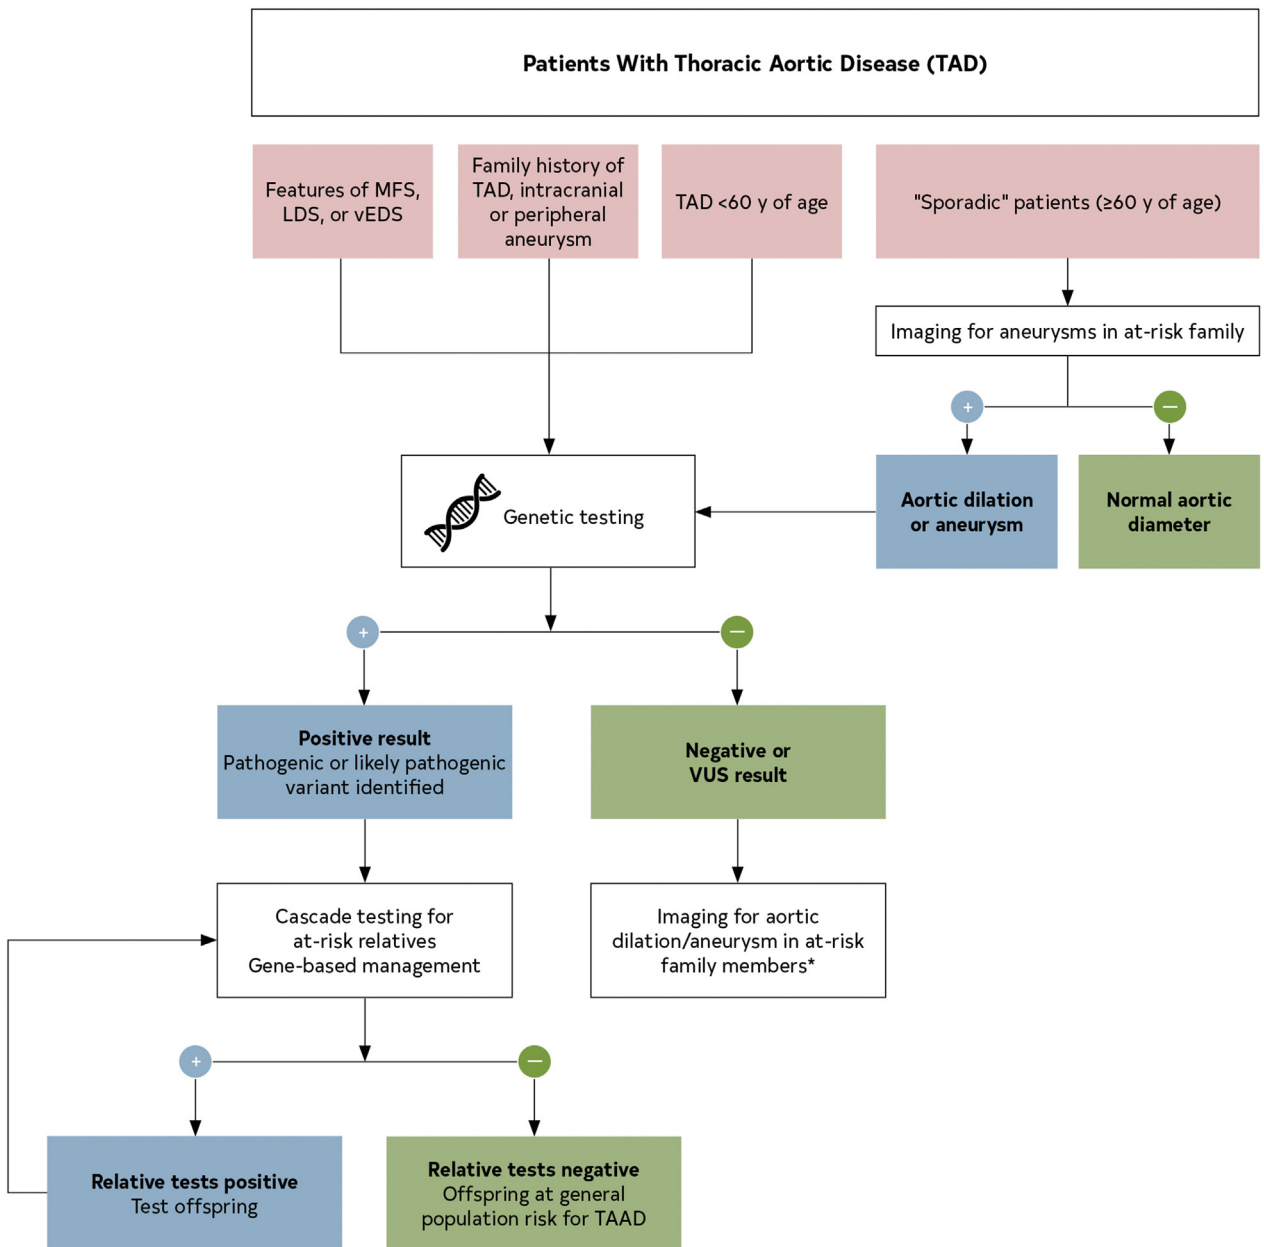 Patients With Thoracic Aortic Disease (TAD)
Features of MFS,
LDS, or vEDS
Family history of
TAD, intracranial
or peripheral
aneurysm
TAD <60 y of age
"Sporadic" patients (≥60 y of age)
Imaging for aneurysms in at-risk family
+
—
Aortic dilation
or aneurysm
Normal aortic
diameter
Genetic testing
+
—
Positive result
Pathogenic or likely pathogenic
variant identified
Negative or
VUS result
Cascade testing for
at-risk relatives
Gene-based management
Imaging for aortic
dilation/aneurysm in at-risk
family members*
+
—
Relative tests positive
Test offspring
Relative tests negative
Offspring at general
population risk for TAAD